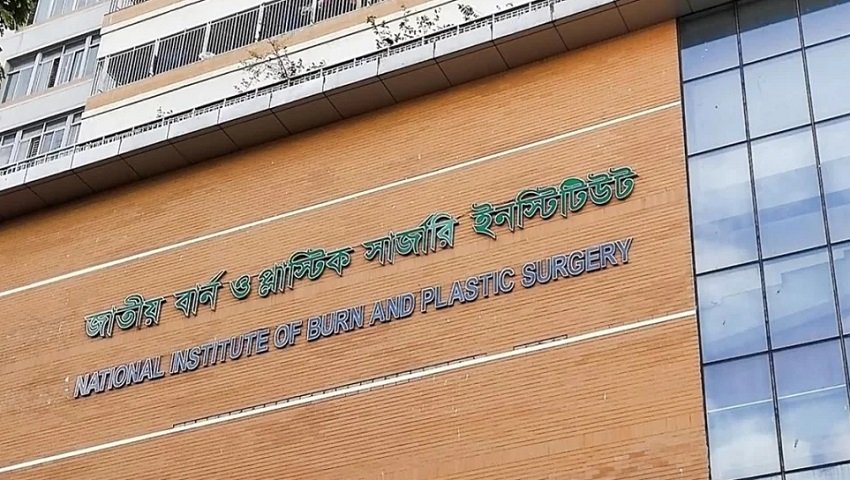 জাতীয় বার্ন ও প্লাস্টিক সার্জারি ইনস্টিটিউট
NATIONAL INSTITUTE OF BURN AND PLASTIC SURGERY